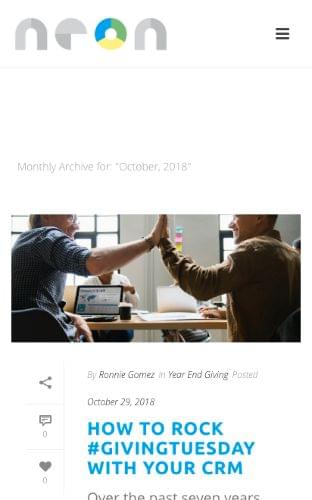 neon
Monthly Archive for: "October, 2018"
By Ronnie Gomez In Year End Giving Posted
October 29, 2018
HOW TO ROCK
#GIVINGTUESDAY
WITH YOUR CRM
0
0
Over the past seven years